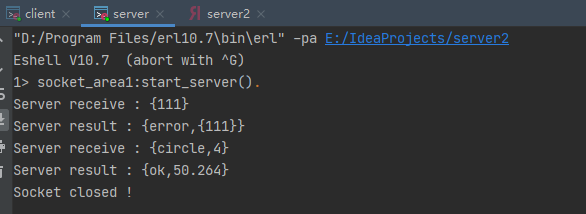 client × server × server2 ×
"D:/Program Files/erl10.7\bin\erl" -pa E:/IdeaProjects/server2
Eshell V10.7  (abort with ^G)
1> socket_area1:start_server().
Server receive : {111}
Server result : {error,{111}}
Server receive : {circle,4}
Server result : {ok,50.264}
Socket closed !